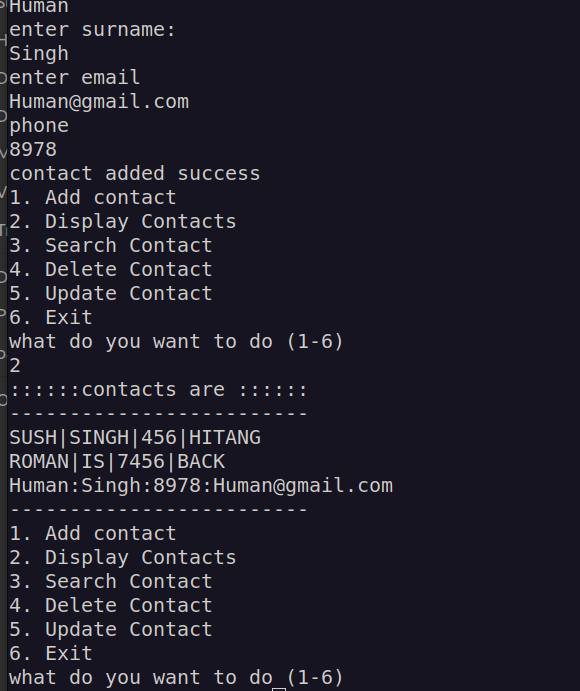 Human
enter surname:
Singh
enter email
Human@gmail.com
phone
8978
contact added success
1. Add contact
2. Display Contacts
3. Search Contact
4. Delete Contact
5. Update Contact
6. Exit
what do you want to do (1-6)
2
::::::contacts are ::::::
-------------------------
SUSH|SINGH|456|HITANG
ROMAN|IS|7456|BACK
Human:Singh:8978:Human@gmail.com
-------------------------
1. Add contact
2. Display Contacts
3. Search Contact
4. Delete Contact
5. Update Contact
6. Exit
what do you want to do (1-6)